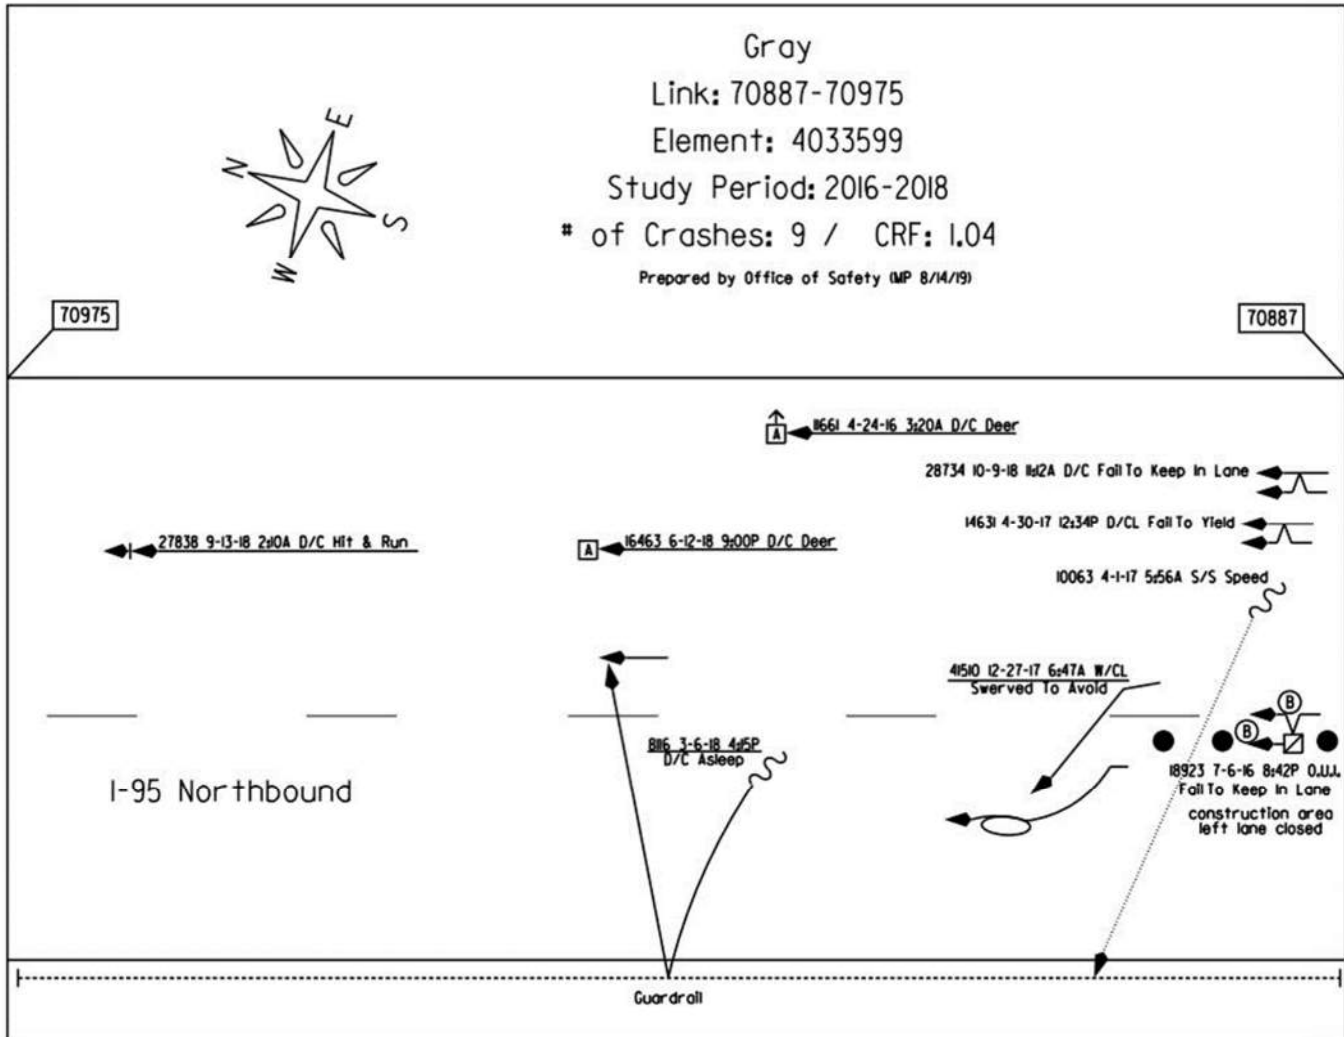 Gray
Link: 70887-70975
Element: 4033599
Study Period: 2016-2018
# of Crashes: 9 / CRF: 1.04
Prepared by Office of Safety (MP 8/14/19)
E
N
S
W
70975
70887
A
11661 4-24-16 3:20A D/C Deer
28734 10-9-18 11:12A D/C Fail To Keep In Lane
14631 4-30-17 12:34P D/CL Fail To Yield
27838 9-13-18 2:10A D/C Hit & Run
A
16463 6-12-18 9:00P D/C Deer
10063 4-1-17 5:56A S/S Speed
41510 12-27-17 6:47A W/CL
Swerved To Avoid
B
B
8116 3-6-18 4:15P
D/C Asleep
18923 7-6-16 8:42P O.U.I.
Fail To Keep In Lane
construction area
left lane closed
I-95 Northbound
Guardrail